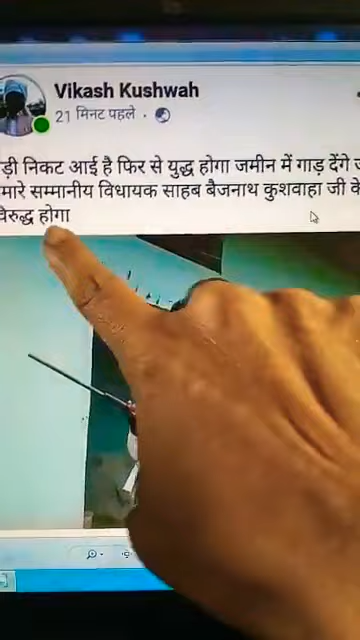 Vikash Kushwah
21 मिनट पहले ·
ड़ी निकट आई है फिर से युद्ध होगा जमीन में गाड़ देंगे
मारे सम्मानीय विधायक साहब बैजनाथ कुशवाहा जी के
वेरुद्ध होगा